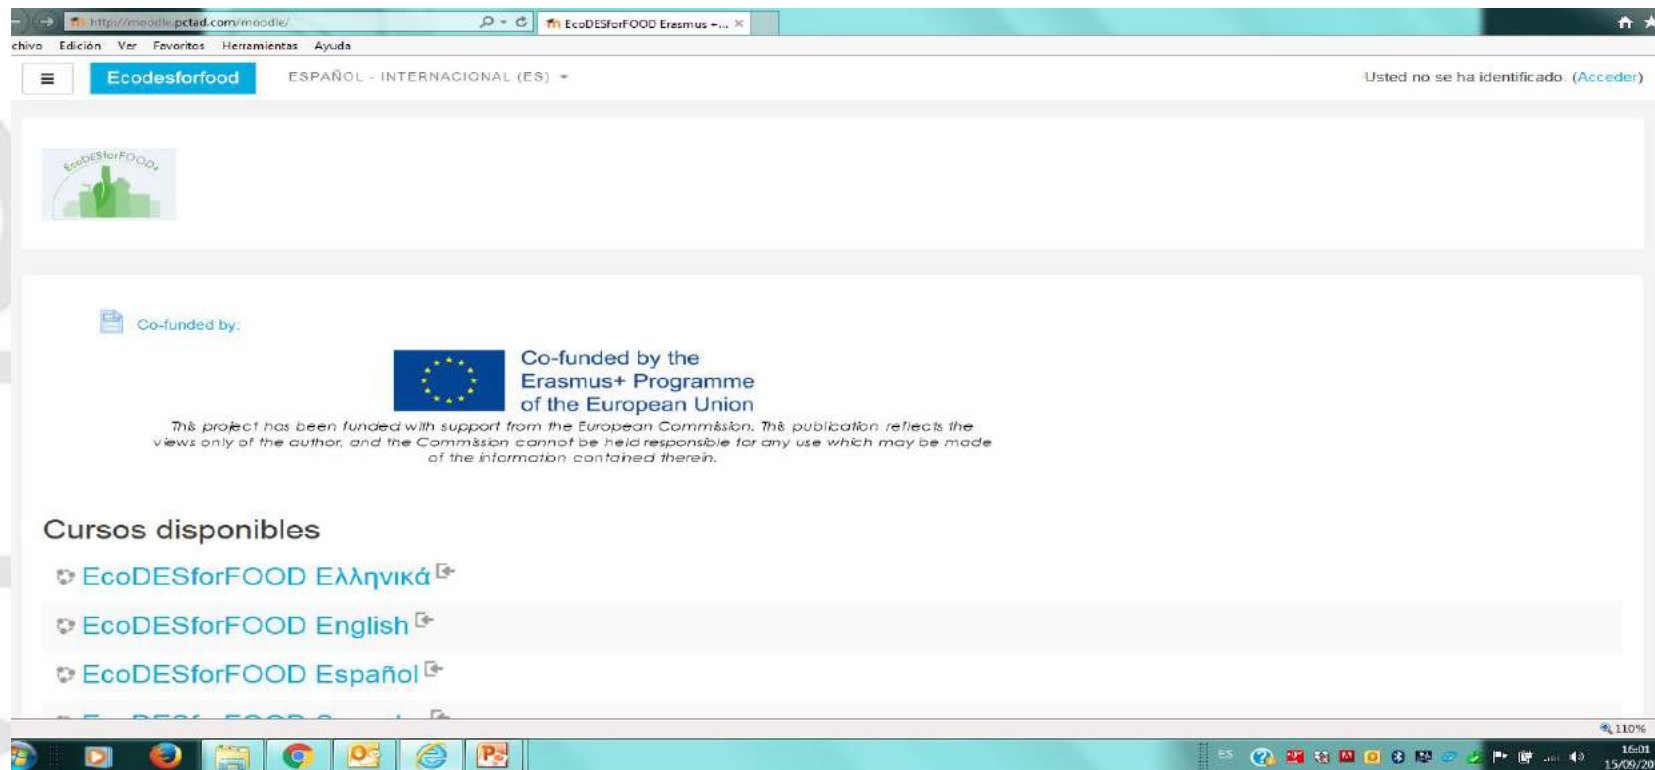 http://moodle.pctad.com/moodle/
EcoDESforFOOD Erasmus +...
chivo Edición Ver Favoritos Herramientas Ayuda
Ecodesforfood ESPAÑOL - INTERNACIONAL (ES) Usted no se ha identificado. (Acceder)
EcoDESforFOOD
Co-funded by:
Co-funded by the
Erasmus+ Programme
of the European Union
This project has been funded with support from the European Commission. This publication reflects the
views only of the author, and the Commission cannot be held responsible for any use which may be made
of the information contained therein.
Cursos disponibles
EcoDESforFOOD Ελληνικά
EcoDESforFOOD English
EcoDESforFOOD Español
110%
ES
16:01
15/09/20